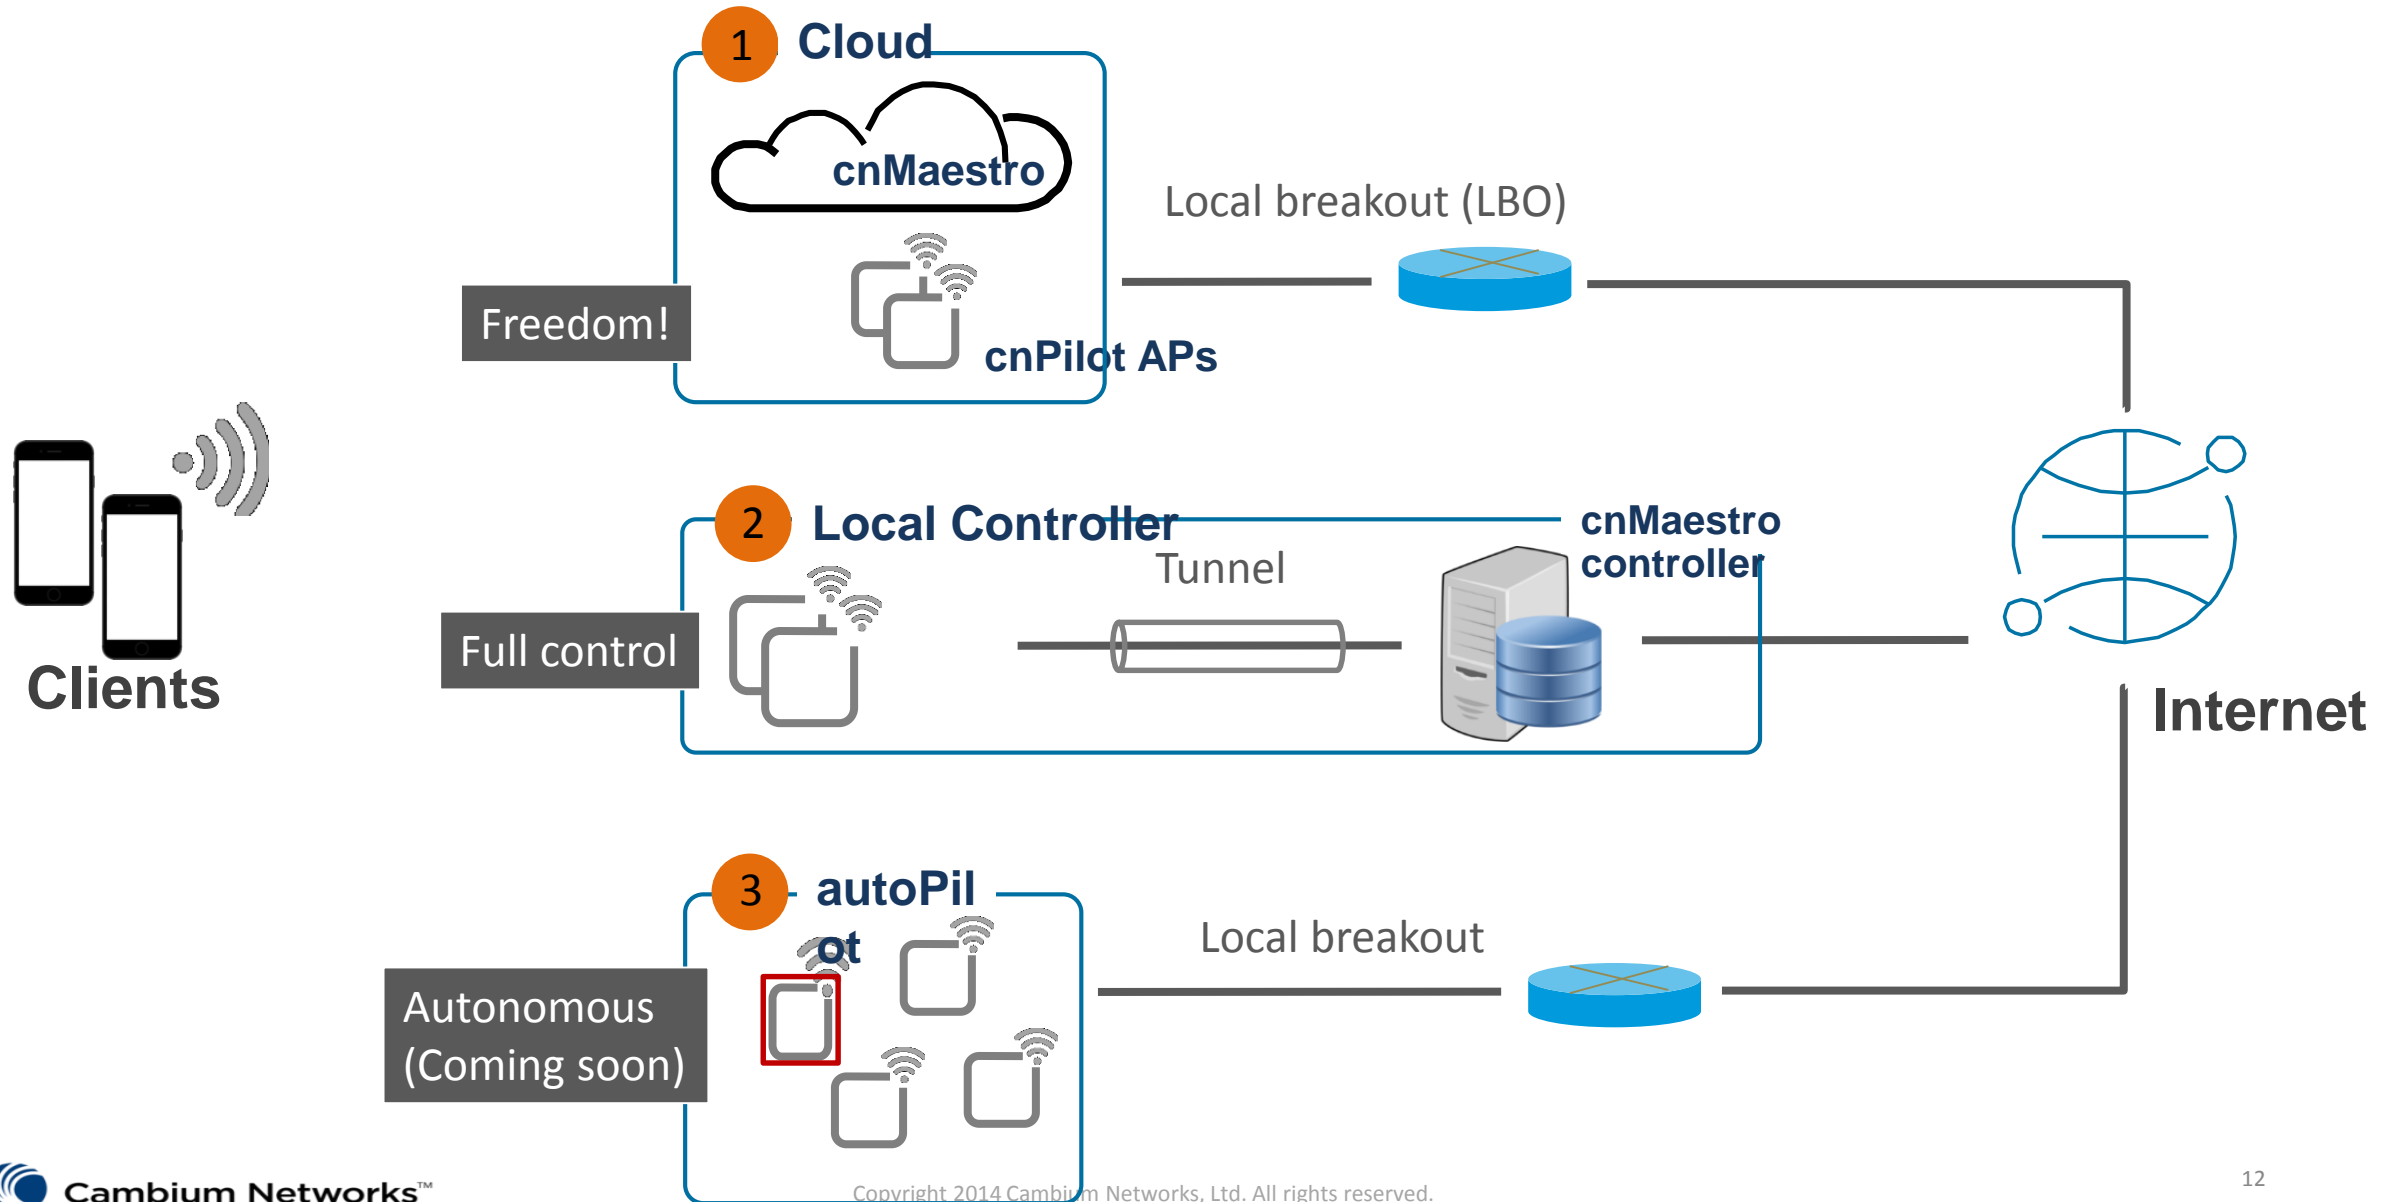 1
Cloud
cnMaestro
Local breakout (LBO)
Freedom!
cnPilot APs
2
Local Controller
cnMaestro
controller
Tunnel
Full control
Clients
Internet
3
autoPil
ot
Local breakout
Autonomous
(Coming soon)
Cambium Networks™
Copyright 2014 Cambium Networks, Ltd. All rights reserved.
12